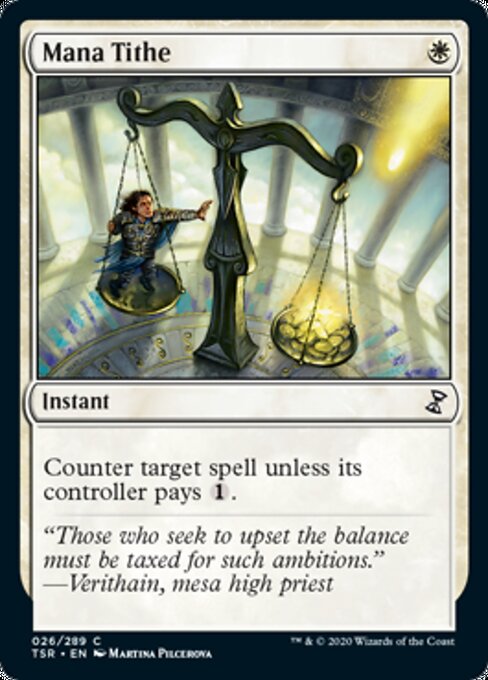 Mana Tithe
Instant
Counter target spell unless its
controller pays 1.
“Those who seek to upset the balance
must be taxed for such ambitions.”
—Verithain, mesa high priest
026/289 C
TSR • EN Martina Pilcerova
™ & © 2020 Wizards of the Coast